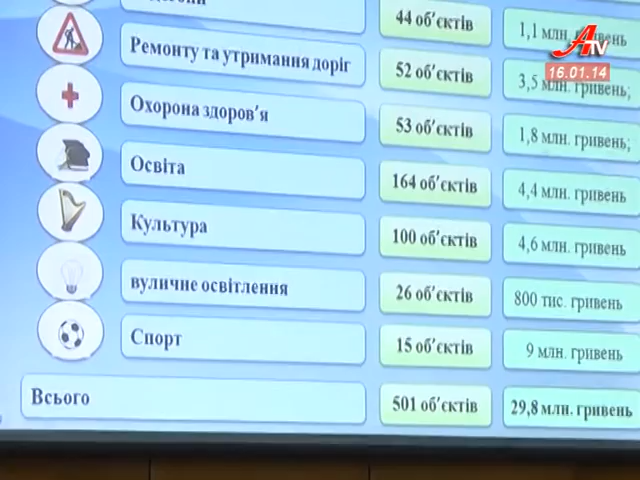 44 об'єктів 1,1 млн. гривень
ATV
16.01.14
Ремонту та утримання доріг 52 об'єктів 3,5 млн. гривень;
Охорона здоров'я 53 об'єктів 1,8 млн. гривень;
Освіта 164 об'єктів 4,4 млн. гривень
Культура 100 об'єктів 4,6 млн. гривень
вуличне освітлення 26 об'єктів 800 тис. гривень
Спорт 15 об'єктів 9 млн. гривень
Всього 501 об'єктів 29,8 млн. гривень